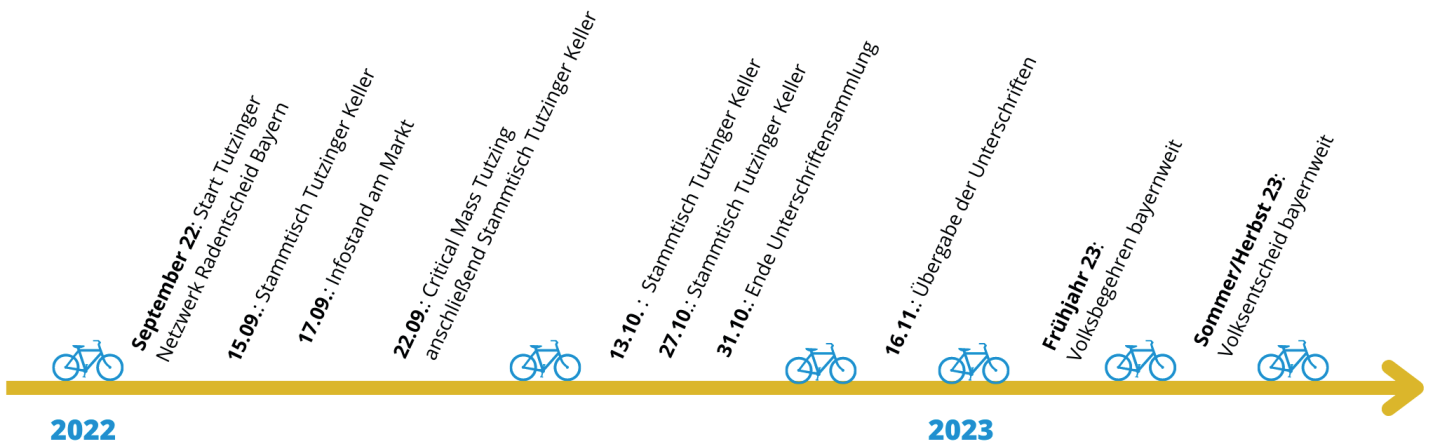 September 22: Start Tutzinger
Netzwerk Radentscheid Bayern
15.09.: Stammtisch Tutzinger Keller
17.09.: Infostand am Markt
22.09.: Critical Mass Tutzing
anschließend Stammtisch Tutzinger Keller
13.10. : Stammtisch Tutzinger Keller
27.10.: Stammtisch Tutzinger Keller
31.10.: Ende Unterschriftensammlung
16.11.: Übergabe der Unterschriften
Frühjahr 23:
Volksbegehren bayernweit
Sommer/Herbst 23:
Volksentscheid bayernweit
2022
2023